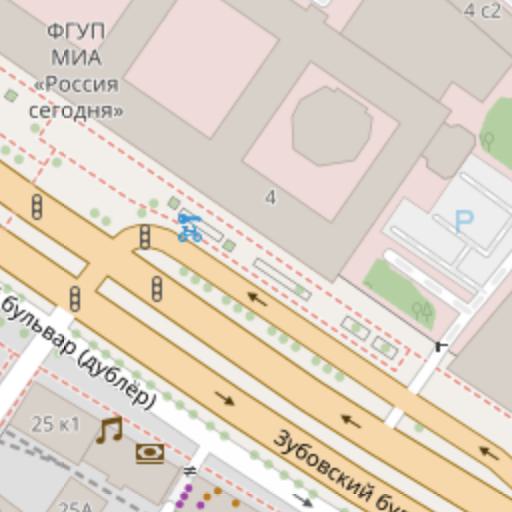 4 с2
ФГУП
МИА
«Россия
сегодня»
4
P
бульвар (дублёр)
25 к1
Зубовский бул
25А